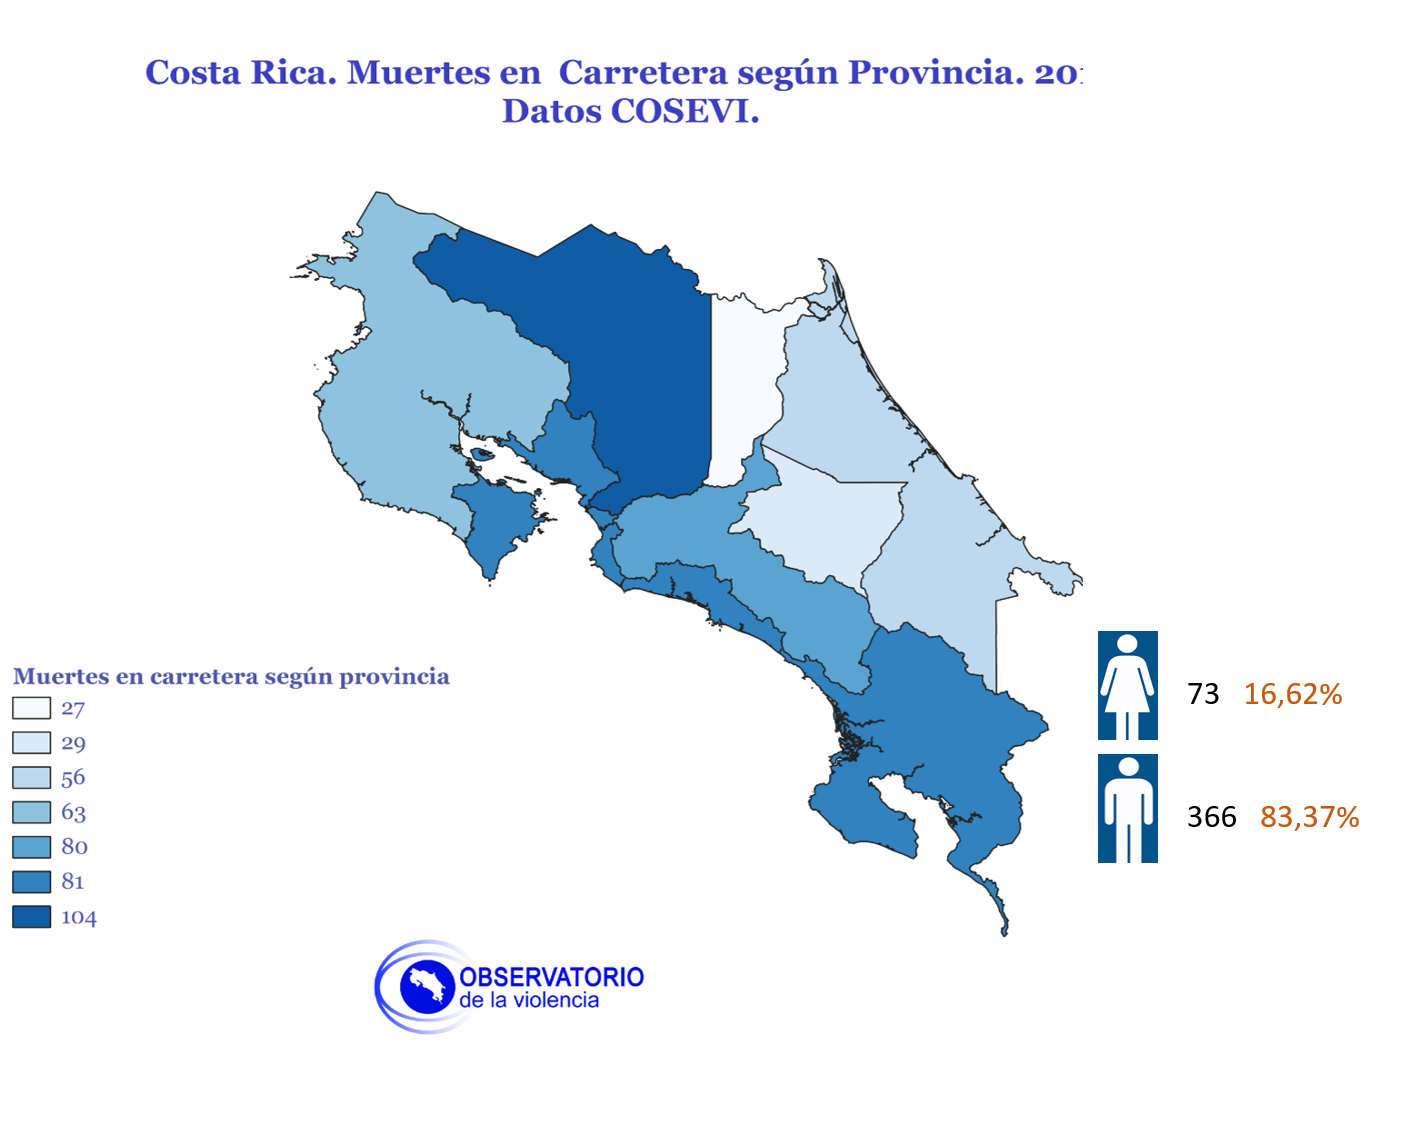 Costa Rica. Muertes en Carretera según Provincia. 201
Datos COSEVI.
Muertes en carretera según provincia
27
29
56
63
80
81
104
73 16,62%
366 83,37%
OBSERVATORIO
de la violencia